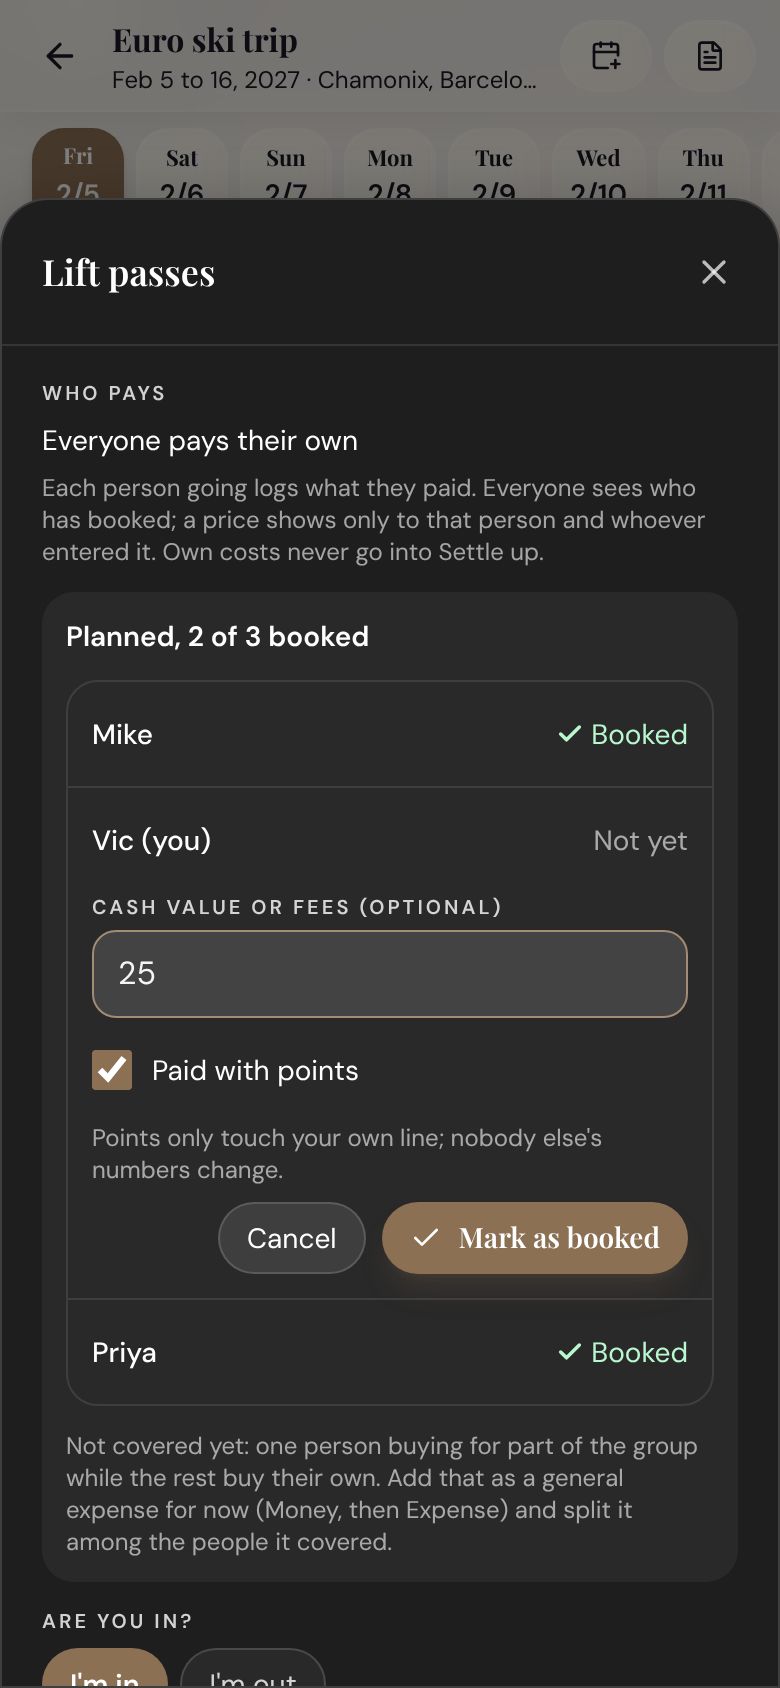 Euro ski trip
Feb 5 to 16, 2027 · Chamonix, Barcelo...
Fri Sat Sun Mon Tue Wed Thu
2/5 2/6 2/7 2/8 2/9 2/10 2/11
Lift passes
WHO PAYS
Everyone pays their own
Each person going logs what they paid. Everyone sees who
has booked; a price shows only to that person and whoever
entered it. Own costs never go into Settle up.
Planned, 2 of 3 booked
Mike Booked
Vic (you) Not yet
CASH VALUE OR FEES (OPTIONAL)
25
Paid with points
Points only touch your own line; nobody else's
numbers change.
Cancel Mark as booked
Priya Booked
Not covered yet: one person buying for part of the group
while the rest buy their own. Add that as a general
expense for now (Money, then Expense) and split it
among the people it covered.
ARE YOU IN?
I'm in I'm out